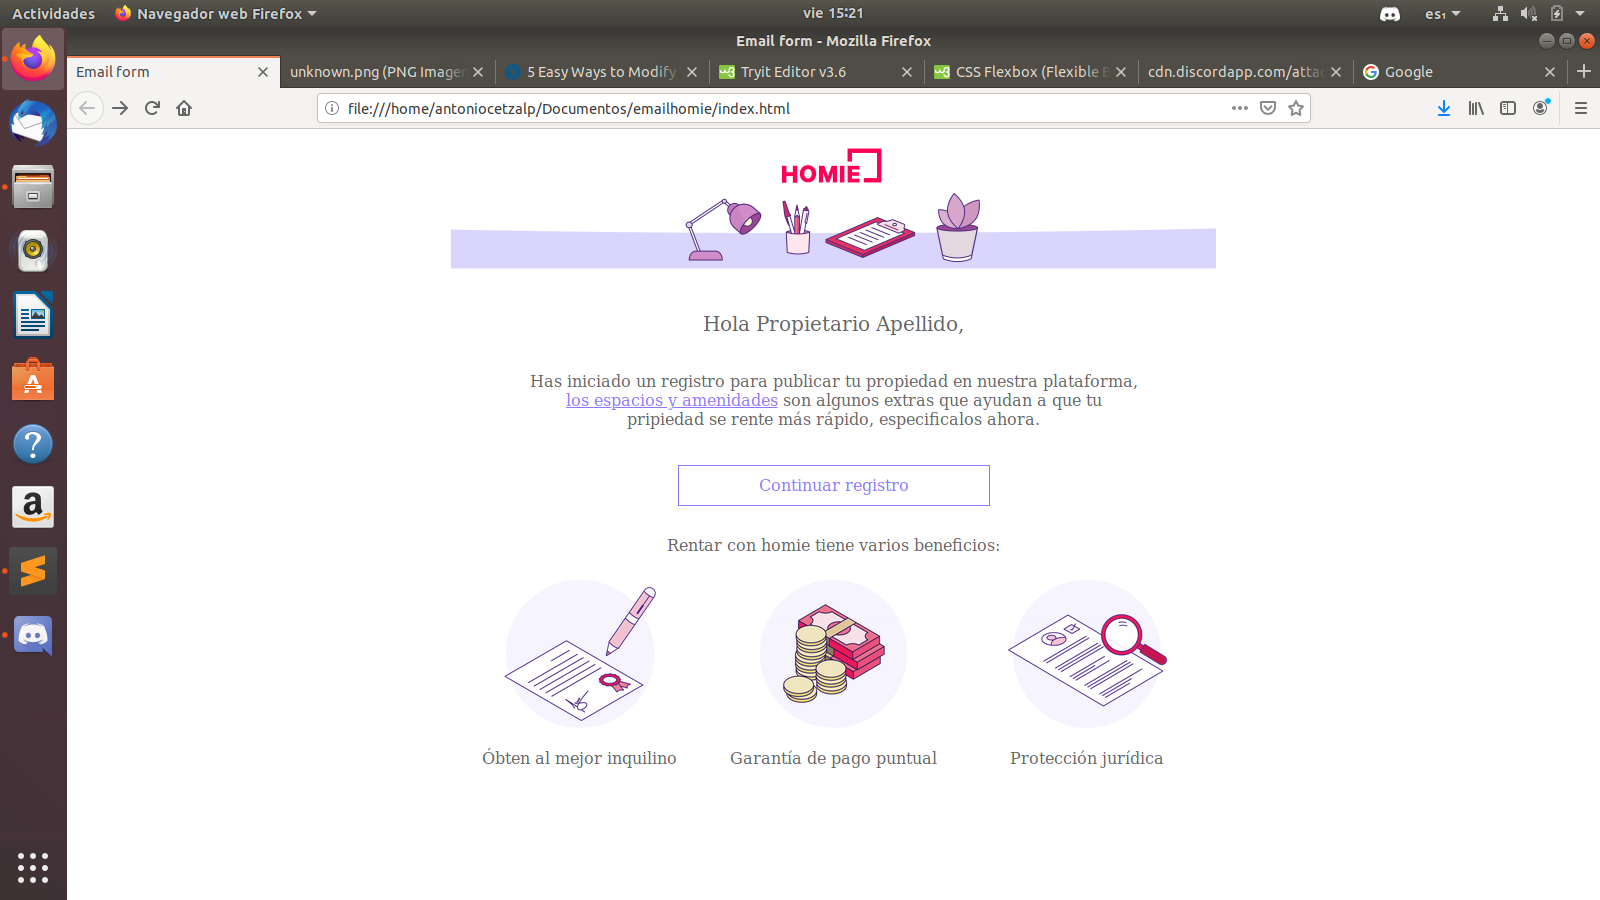 Actividades
Navegador web Firefox
vie 15:21
es₁
Email form - Mozilla Firefox
Email form
unknown.png (PNG Imager
5 Easy Ways to Modify
Tryit Editor v3.6
CSS Flexbox (Flexible B
cdn.discordapp.com/attac
Google
file:///home/antoniocetzalp/Documentos/emailhomie/index.html
HOMIE
Hola Propietario Apellido,
Has iniciado un registro para publicar tu propiedad en nuestra plataforma,
los espacios y amenidades son algunos extras que ayudan a que tu
pripiedad se rente más rápido, especificalos ahora.
Continuar registro
Rentar con homie tiene varios beneficios:
Óbten al mejor inquilino
Garantía de pago puntual
Protección jurídica